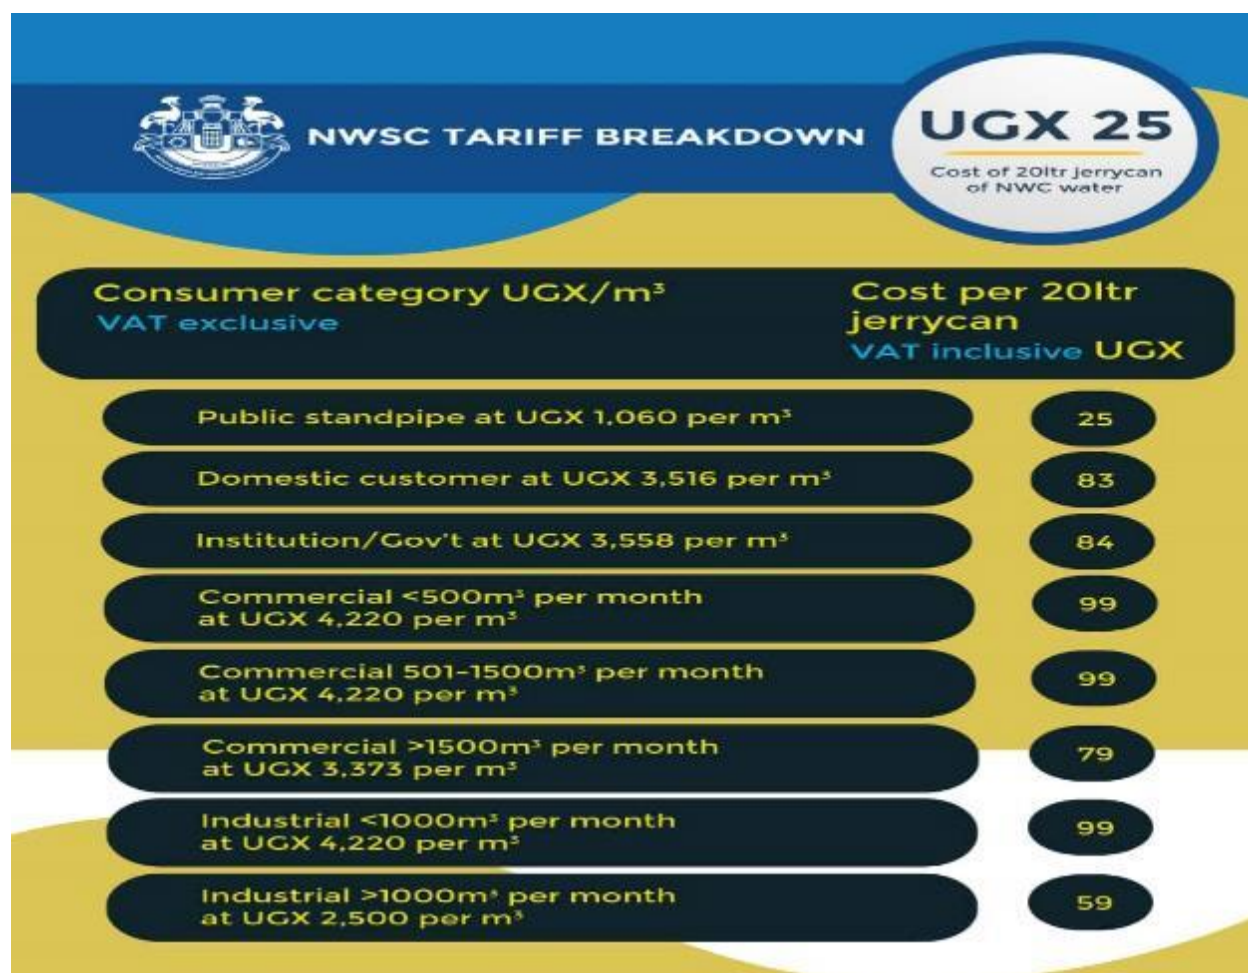 NWSC TARIFF BREAKDOWN
UGX 25
Cost of 20ltr jerrycan
of NWC water
Consumer category UGX/m³
VAT exclusive
Cost per 20ltr
jerrycan
VAT inclusive UGX
Public standpipe at UGX 1,060 per m³
25
Domestic customer at UGX 3,516 per m³
83
Institution/Gov't at UGX 3,558 per m³
84
Commercial <500m³ per month
at UGX 4,220 per m³
99
Commercial 501-1500m³ per month
at UGX 4,220 per m³
99
Commercial >1500m³ per month
at UGX 3,373 per m³
79
Industrial <1000m³ per month
at UGX 4,220 per m³
99
Industrial >1000m³ per month
at UGX 2,500 per m³
59